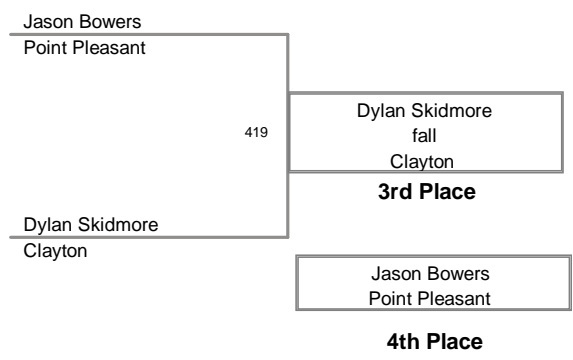 Jason Bowers
Point Pleasant
419
Dylan Skidmore
fall
Clayton
3rd Place
Dylan Skidmore
Clayton
Jason Bowers
Point Pleasant
4th Place